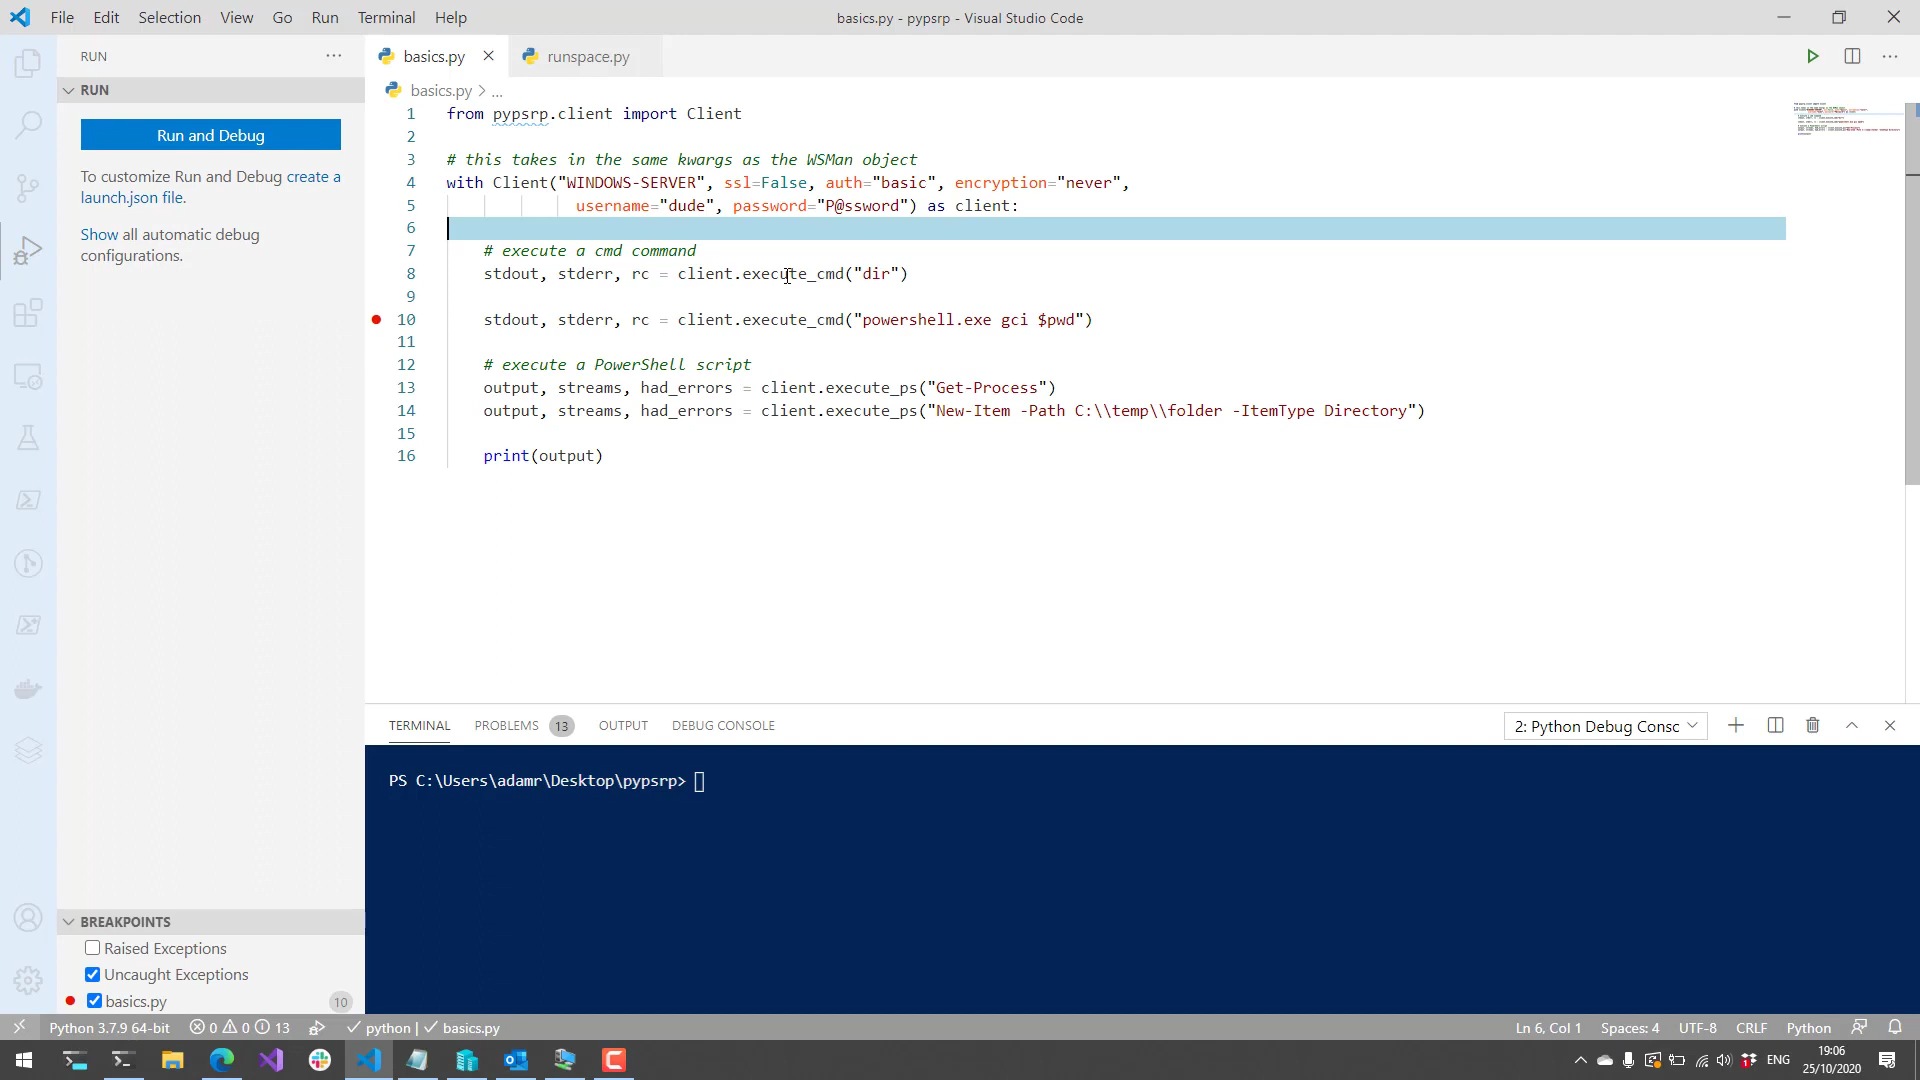 File Edit Selection View Go Run Terminal Help
basics.py - pypsrp - Visual Studio Code
RUN
RUN
Run and Debug
To customize Run and Debug create a
launch.json file.
Show all automatic debug
configurations.
basics.py
runspace.py
basics.py > ...
1 from pypsrp.client import Client
2
3 # this takes in the same kwargs as the WSMan object
4 with Client("WINDOWS-SERVER", ssl=False, auth="basic", encryption="never",
5 username="dude", password="P@ssword") as client:
6
7 # execute a cmd command
8 stdout, stderr, rc = client.execute_cmd("dir")
9
10 stdout, stderr, rc = client.execute_cmd("powershell.exe gci $pwd")
11
12 # execute a PowerShell script
13 output, streams, had_errors = client.execute_ps("Get-Process")
14 output, streams, had_errors = client.execute_ps("New-Item -Path C:\\temp\\folder -ItemType Directory")
15
16 print(output)
TERMINAL PROBLEMS 13 OUTPUT DEBUG CONSOLE
2: Python Debug Consc
PS C:\Users\adamr\Desktop\pypsrp>
BREAKPOINTS
Raised Exceptions
Uncaught Exceptions
basics.py 10
Python 3.7.9 64-bit 0 0 13 python | basics.py
Ln 6, Col 1 Spaces: 4 UTF-8 CRLF Python
ENG
19:06
25/10/2020